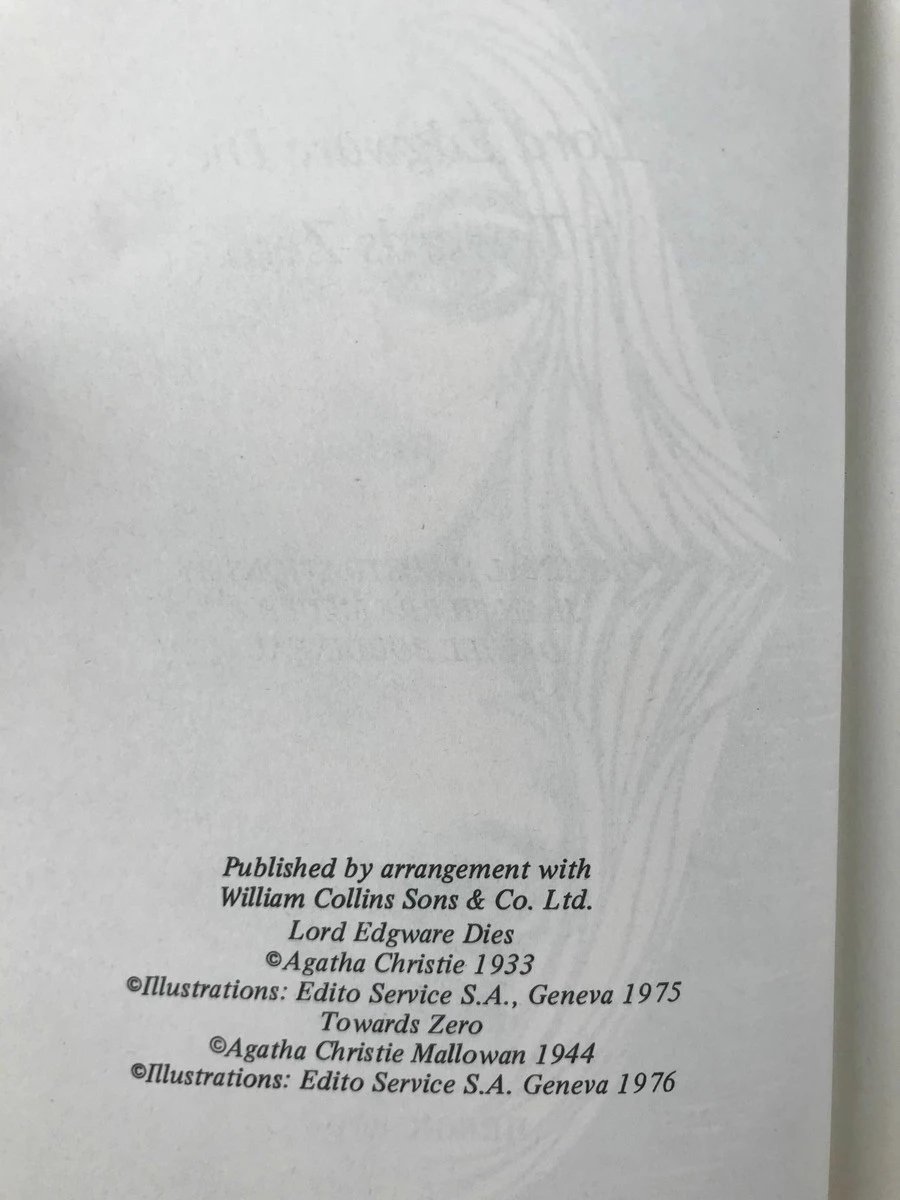 Published by arrangement with
William Collins Sons & Co. Ltd.
Lord Edgware Dies
©Agatha Christie 1933
©Illustrations: Edito Service S.A., Geneva 1975
Towards Zero
©Agatha Christie Mallowan 1944
©Illustrations: Edito Service S.A. Geneva 1976